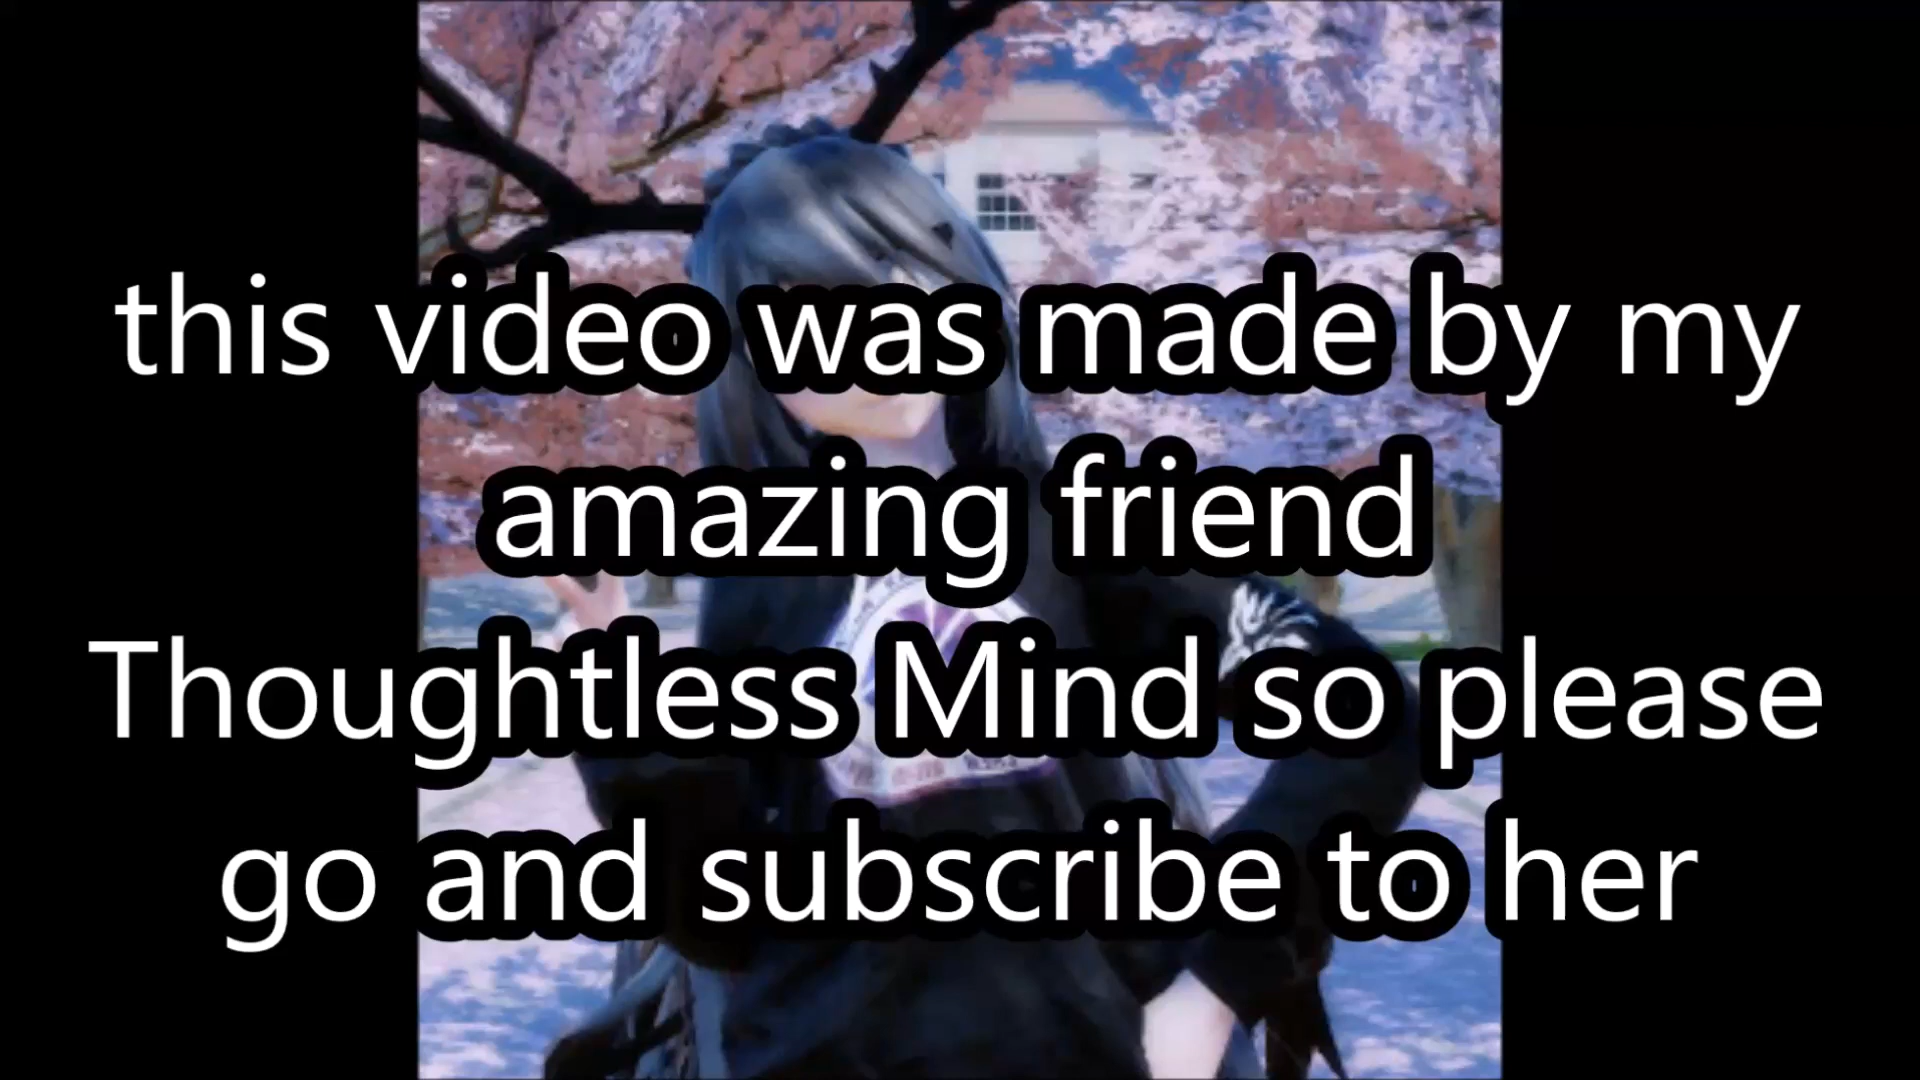 this video was made by my
amazing friend
Thoughtless Mind so please
go and subscribe to her